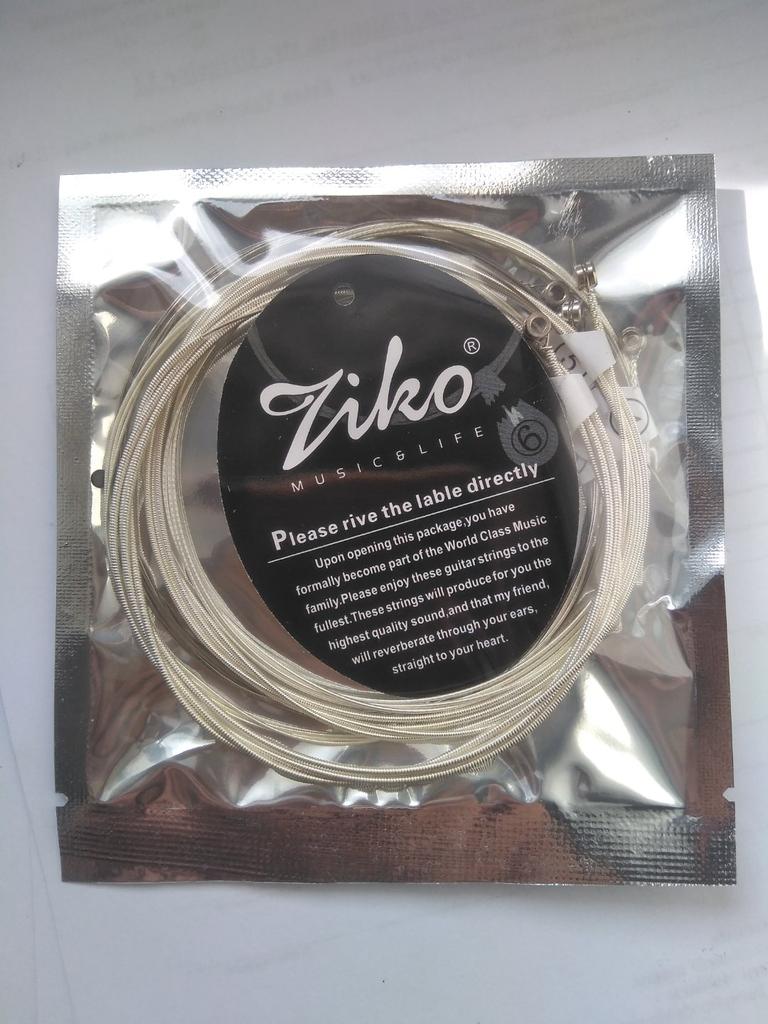 Ziko®
MUSIC & LIFE
6
5
Please rive the lable directly
Upon opening this package,you have
formally become part of the World Class Music
family.Please enjoy these guitar strings to the
fullest.These strings will produce for you the
highest quality sound,and that my friend,
will reverberate through your ears,
straight to your heart.